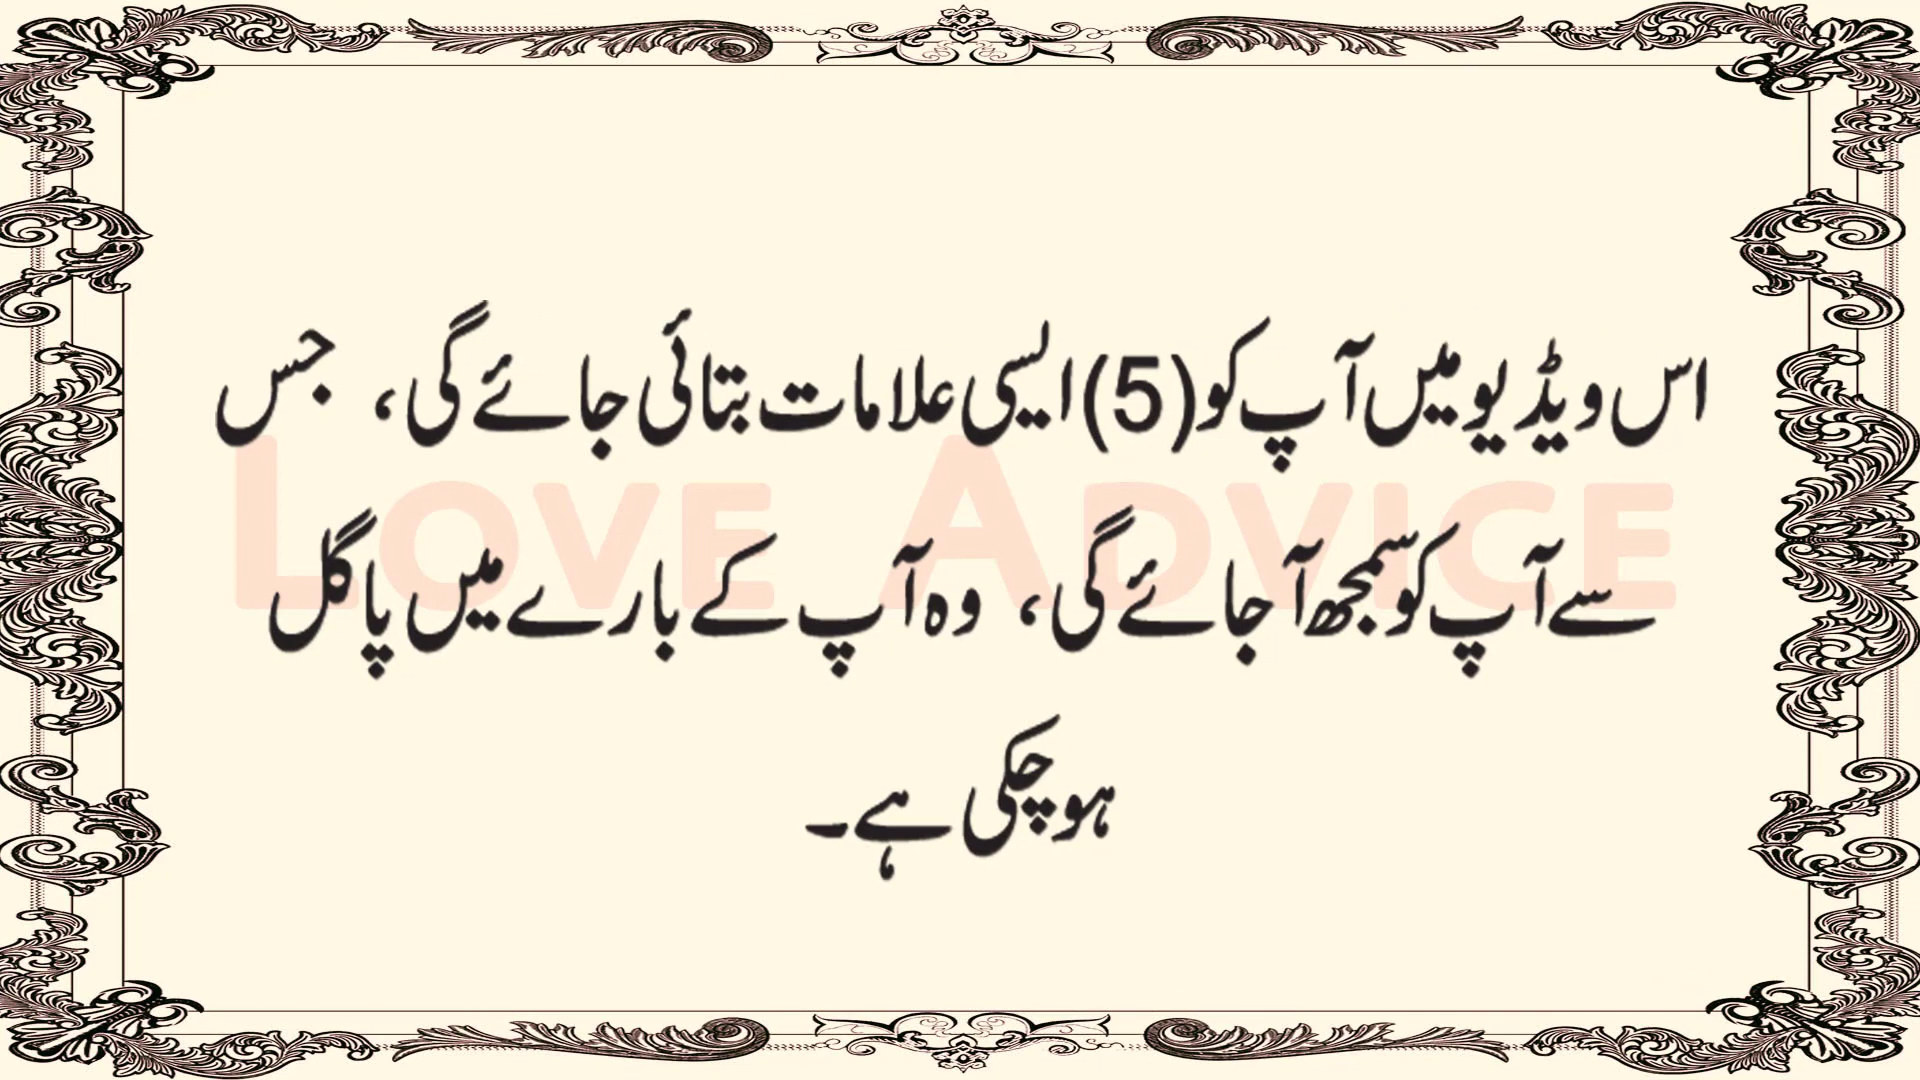 اس ویڈیو میں آپ کو (5) ایسی علامات بتائی جائے گی، جس
LOVE ADVICE
سے آپ کو سمجھ آ جائے گی، وہ آپ کے بارے میں پاگل
ہو چکی ہے۔